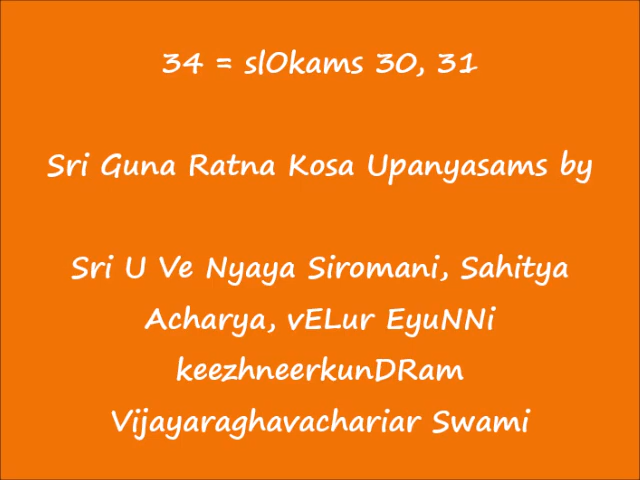 34 = slOkams 30, 31
Sri Guna Ratna Kosa Upanyasams by
Sri U Ve Nyaya Siromani, Sahitya
Acharya, vELur EyuNNi
keezhneerkunDRam
Vijayaraghavachariar Swami